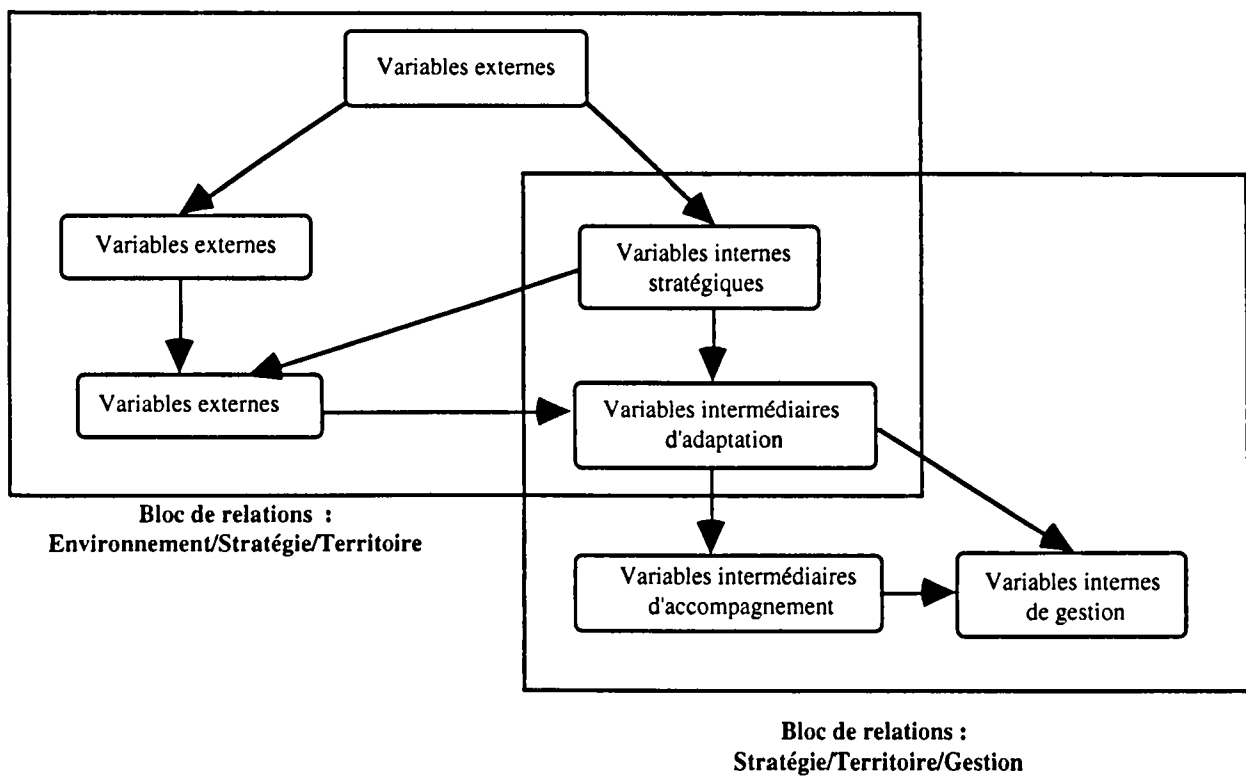 Variables externes
Variables externes
Variables internes
stratégiques
Variables externes
Variables intermédiaires
d'adaptation
Bloc de relations :
Environnement/Stratégie/Territoire
Variables intermédiaires
d'accompagnement
Variables internes
de gestion
Bloc de relations :
Stratégie/Territoire/Gestion